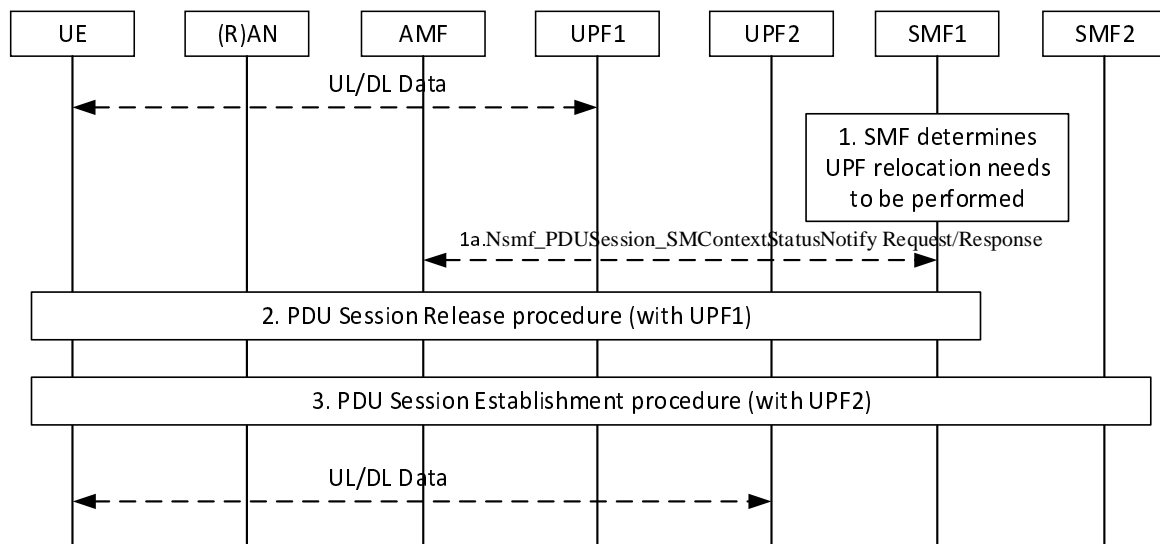 UE (R)AN AMF UPF1 UPF2 SMF1 SMF2
UL/DL Data
1. SMF determines
UPF relocation needs
to be performed
1a.Nsmf_PDUSession_SMContextStatusNotify Request/Response
2. PDU Session Release procedure (with UPF1)
3. PDU Session Establishment procedure (with UPF2)
UL/DL Data